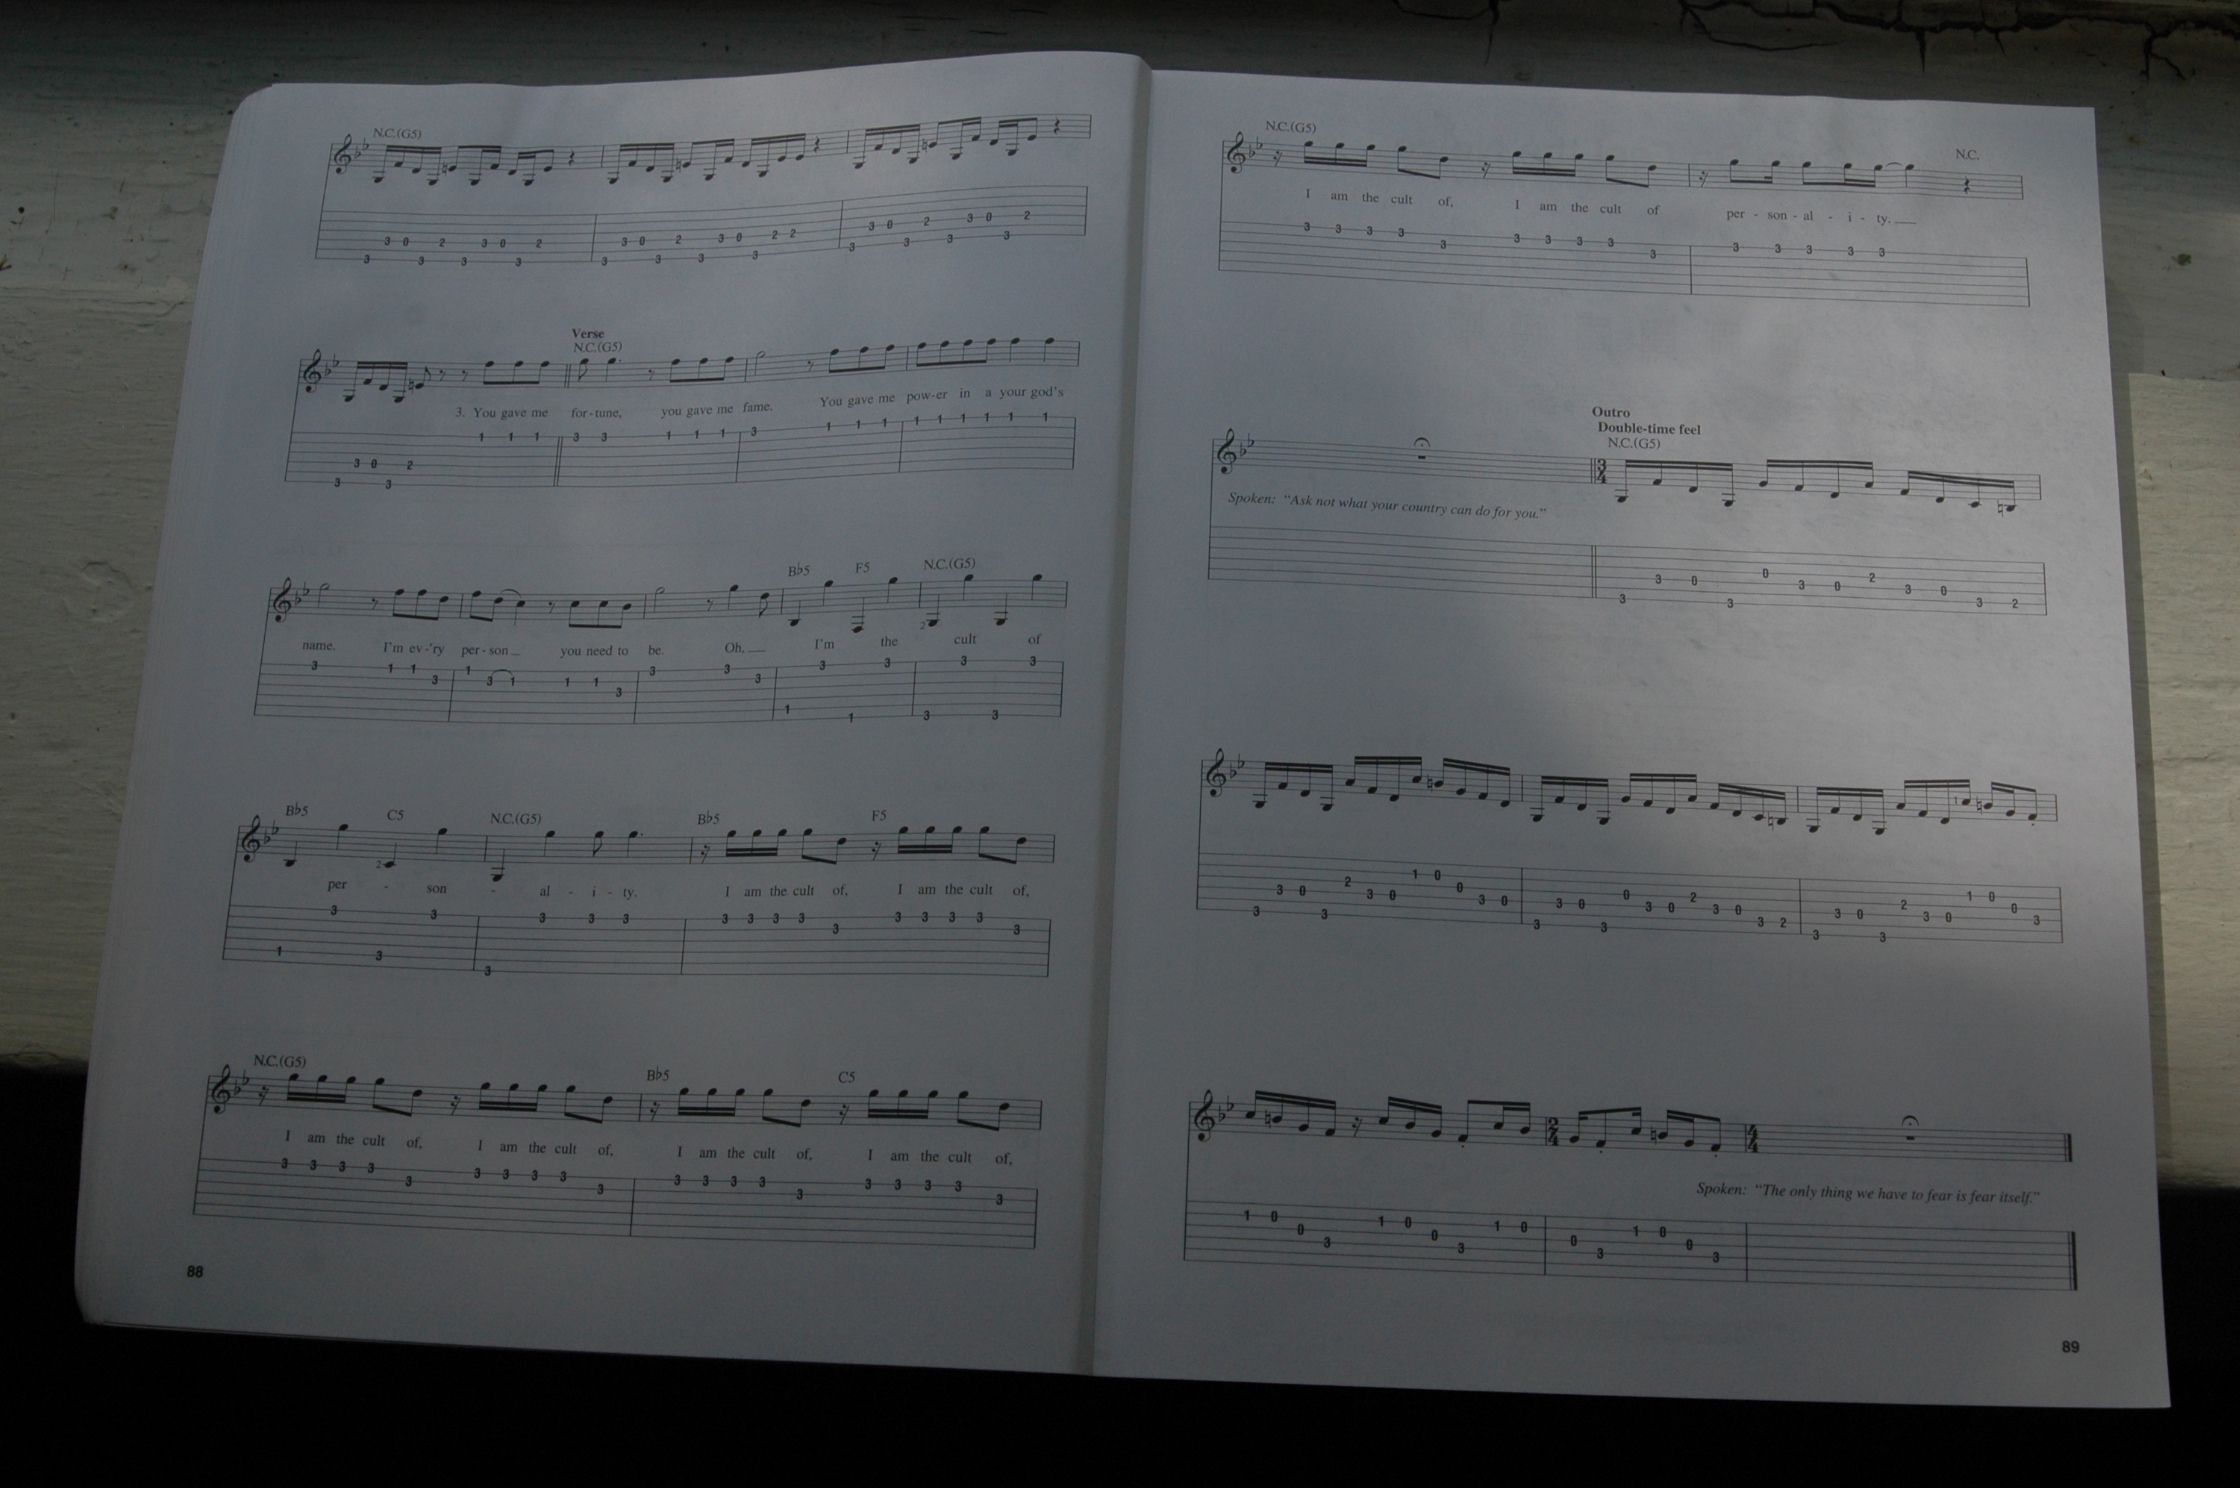 N.C.(G5)
3 3 0 3 2 3 3 0 3 2 3 3 0 3 2 3 3 0 3 2 2 3 3 0 3 2 3 3 0 3 2
Verse
N.C.(G5)
3. You gave me for - tune, you gave me fame. You gave me pow-er in a your god's
3 3 0 3 2 1 1 1 3 3 1 1 1 3 1 1 1 1 1 1 1 1 1
B♭5 F5 N.C.(G5)
name. I'm ev-'ry per - son you need to be. Oh, I'm the cult of
3 1 1 3 1 3 1 1 1 3 3 3 3 1 3 1 3 3 3 3 3
B♭5 C5 N.C.(G5) B♭5 F5
per - son - al - i - ty. I am the cult of, I am the cult of,
1 3 3 3 3 3 3 3 3 3 3 3 3 3 3 3 3 3
N.C.(G5) B♭5 C5
I am the cult of, I am the cult of, I am the cult of, I am the cult of,
3 3 3 3 3 3 3 3 3 3 3 3 3 3 3 3 3 3 3 3
88
N.C.(G5) N.C.
I am the cult of, I am the cult of per - son - al - i - ty.
3 3 3 3 3 3 3 3 3 3 3 3 3 3 3
Outro
Double-time feel
N.C.(G5)
3/4
Spoken: "Ask not what your country can do for you."
3 3 0 3 0 3 0 2 3 0 3 2
3 3 0 3 2 3 0 1 0 0 3 0 3 3 0 3 0 3 0 2 3 0 3 2 3 3 0 3 2 3 0 1 0 0 3
2/4 4/4
Spoken: "The only thing we have to fear is fear itself."
1 0 0 3 1 0 0 3 1 0 0 3 1 0 0 3
89